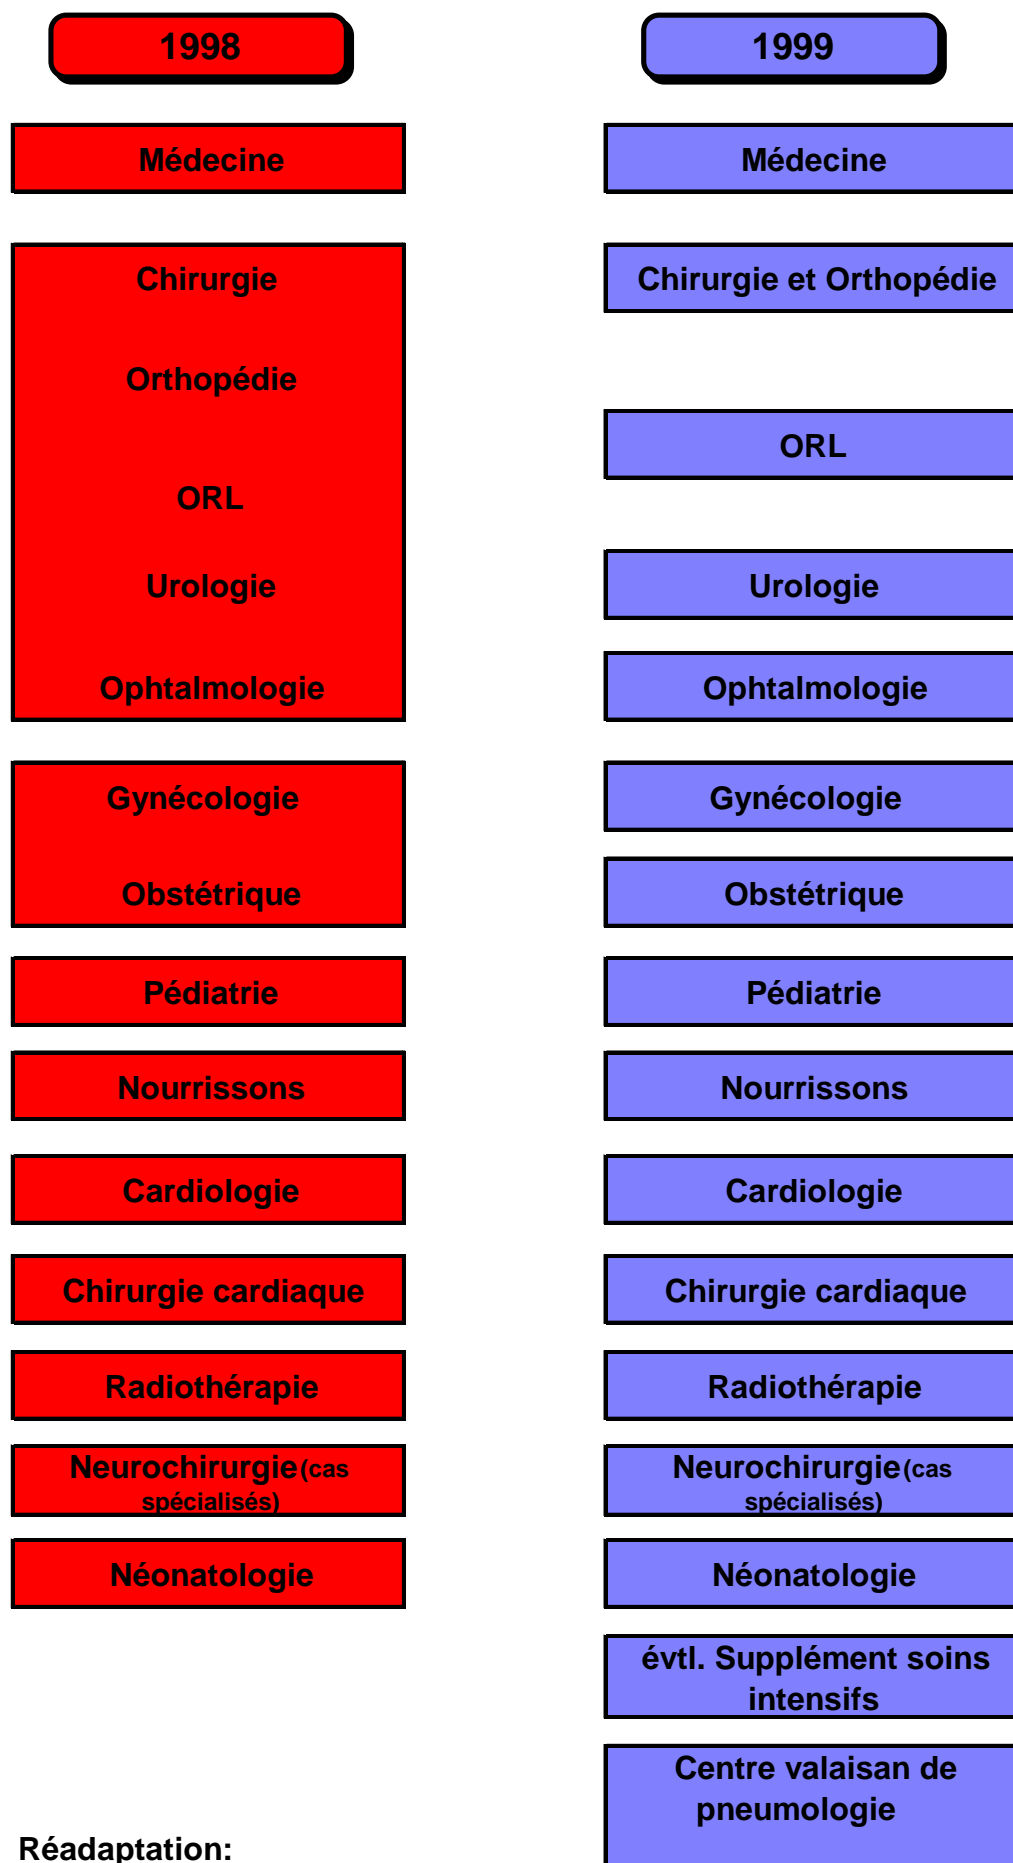 1998
1999
Médecine
Médecine
Chirurgie
Chirurgie et Orthopédie
Orthopédie
ORL
ORL
Urologie
Urologie
Ophtalmologie
Ophtalmologie
Gynécologie
Gynécologie
Obstétrique
Obstétrique
Pédiatrie
Pédiatrie
Nourrissons
Nourrissons
Cardiologie
Cardiologie
Chirurgie cardiaque
Chirurgie cardiaque
Radiothérapie
Radiothérapie
Neurochirurgie (cas
spécialisés)
Neurochirurgie (cas
spécialisés)
Néonatologie
Néonatologie
évtl. Supplément soins
intensifs
Centre valaisan de
pneumologie
Réadaptation: